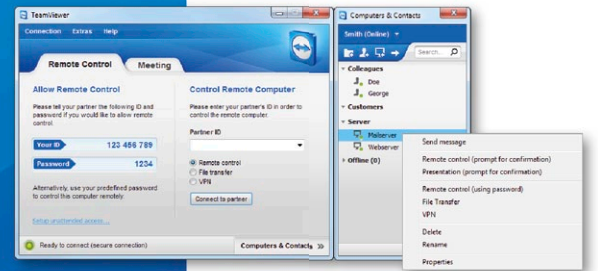 TeamViewer
Connection Extras Help
Remote Control Meeting
Allow Remote Control
Please tell your partner the following ID and
password if you would like to allow remote
control.
Your ID 123 456 789
Password 1234
Alternatively, use your predefined password
to control this computer remotely
Setup unattended access...
Ready to connect (secure connection)
Control Remote Computer
Please enter your partner's ID in order to
control the remote computer.
Partner ID
Remote control
File transfer
VPN
Connect to partner
Computers & Contacts »
Computers & Contacts
Smith (Online)
Search...
Colleagues
Doe
George
Customers
Server
Mailserver
Webserver
Offline (0)
Send message
Remote control (prompt for confirmation)
Presentation (prompt for confirmation)
Remote control (using password)
File Transfer
VPN
Delete
Rename
Properties